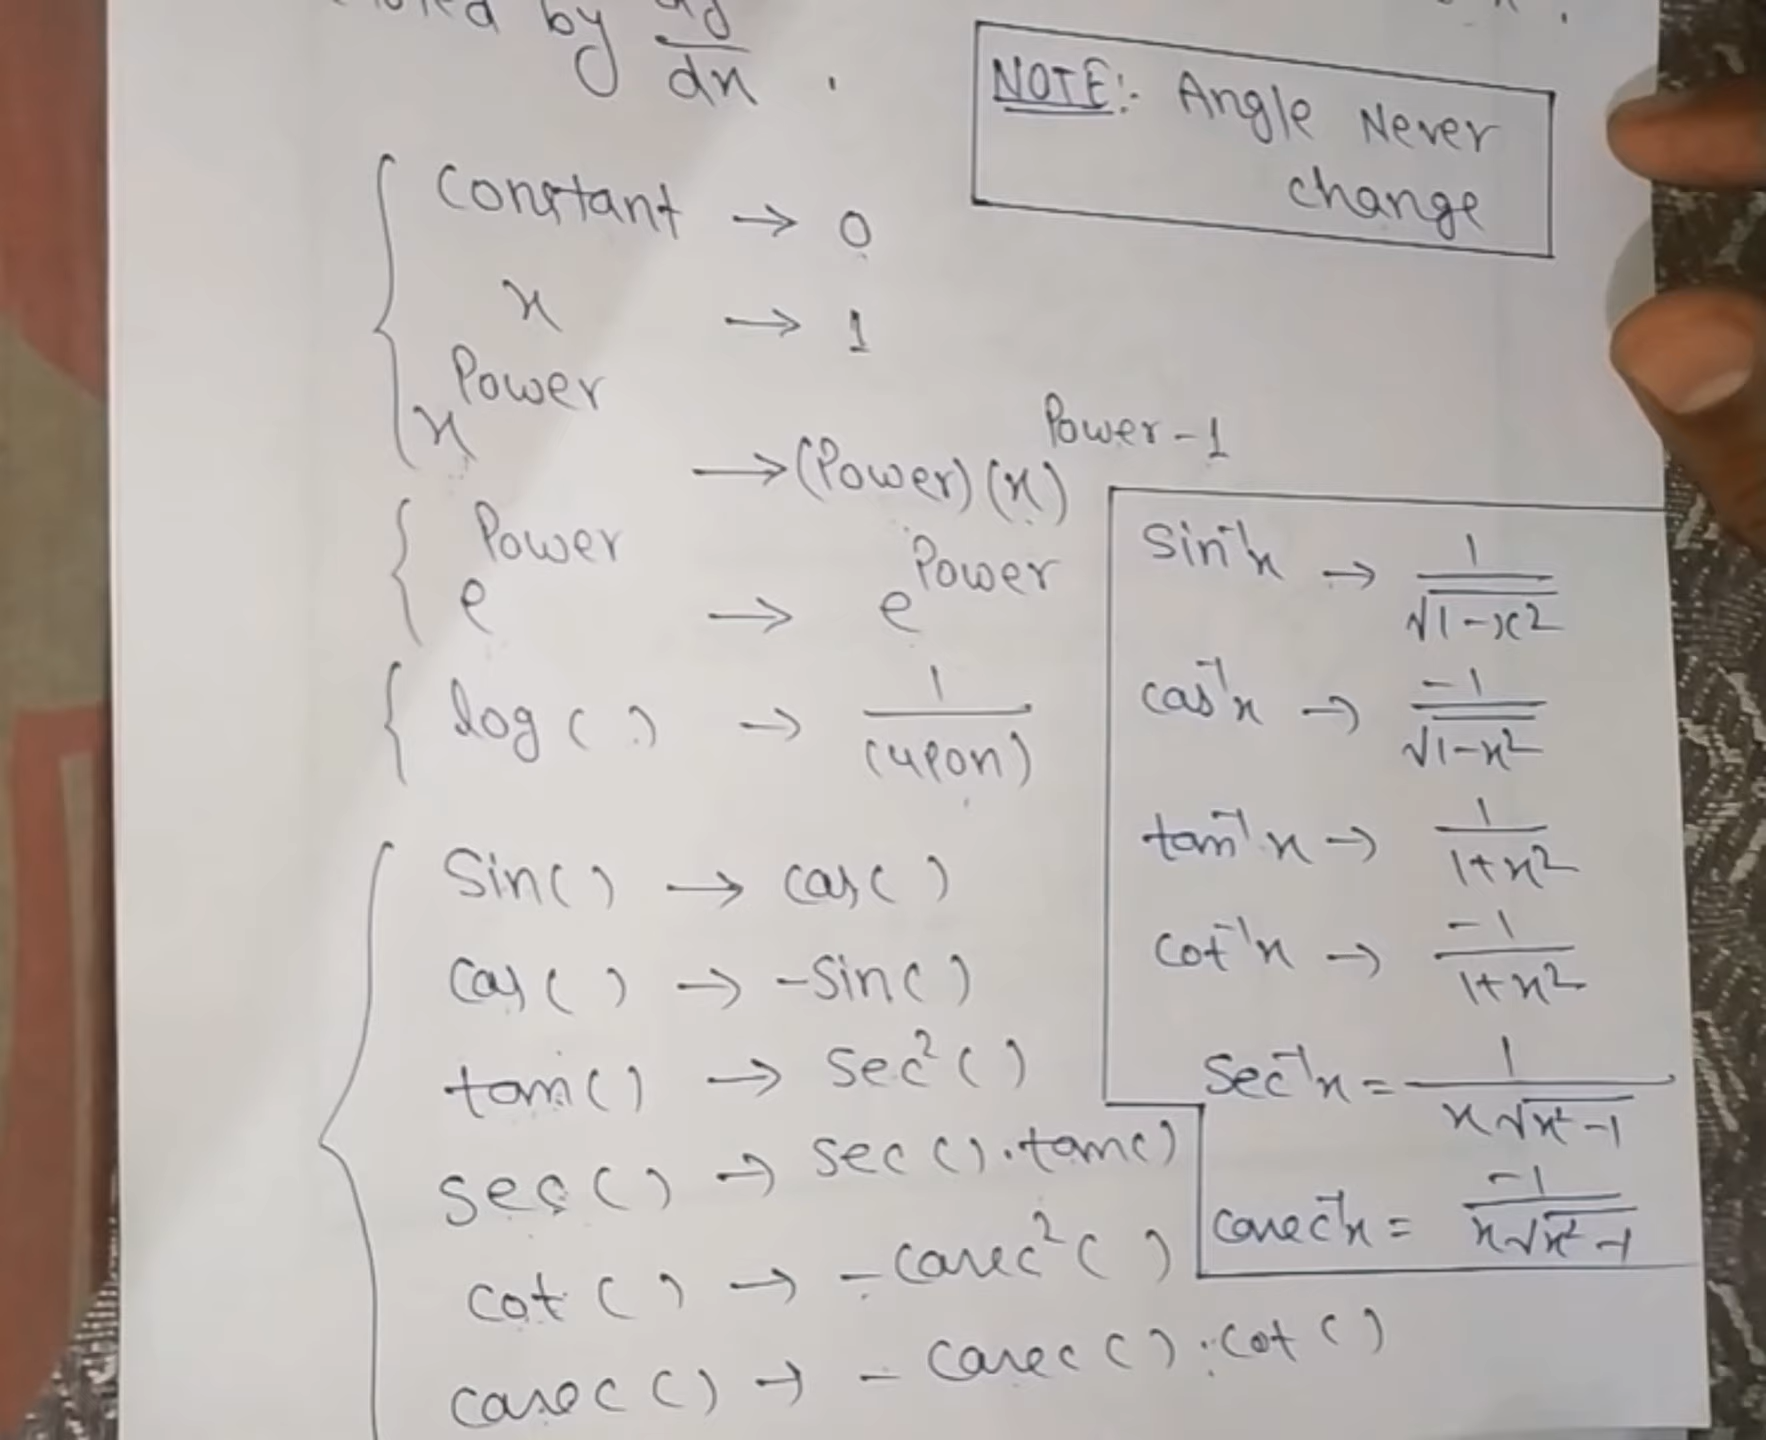 by dy/dx .
NOTE:- Angle Never
change
Constant → 0
x → 1
x^Power → (Power) (x)^Power-1
e^Power → e^Power
log ( ) → 1/(upon)
Sin( ) → cos( )
Cos( ) → -Sin( )
tan( ) → Sec²( )
sec( ) → sec ( ).tan( )
cot ( ) → -cosec²( )
cosec ( ) → - cosec ( ).cot ( )
Sin⁻¹x → 1/√1-x²
cos⁻¹x → -1/√1-x²
tan⁻¹x → 1/1+x²
cot⁻¹x → -1/1+x²
Sec⁻¹x = 1/x√x²-1
cosec⁻¹x = -1/x√x²-1